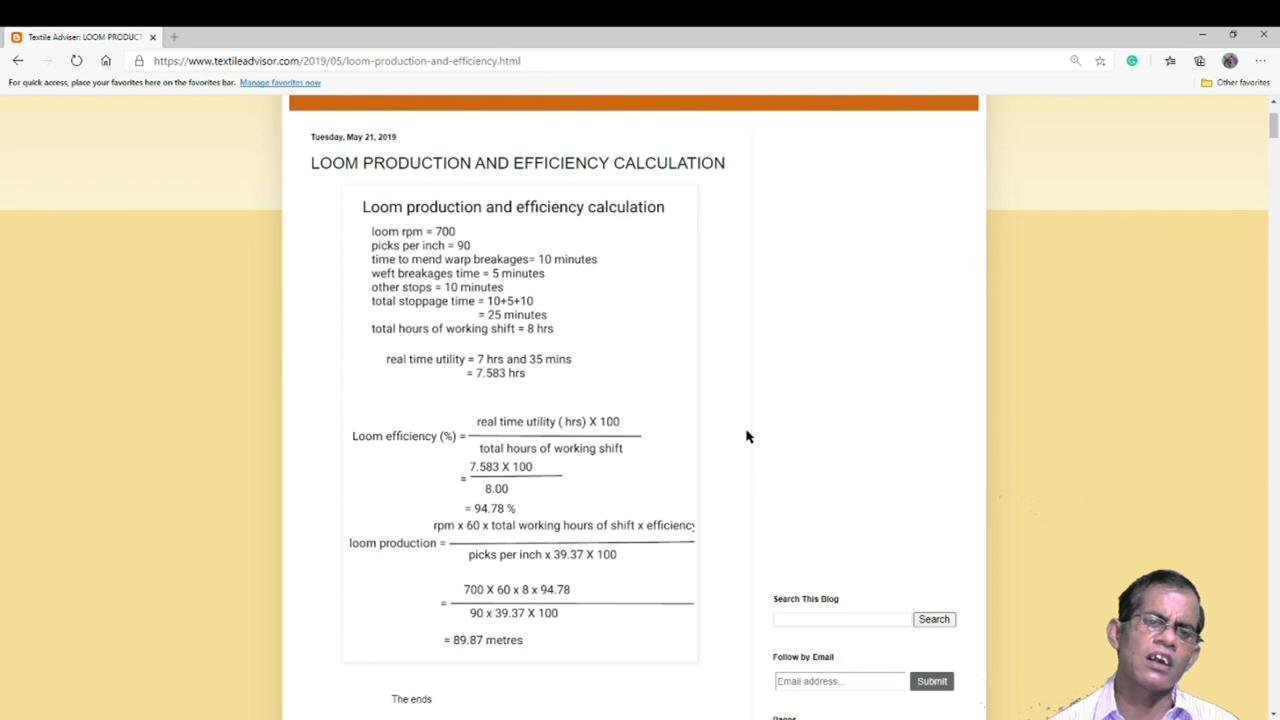 Textile Adviser: LOOM PRODUCT
https://www.textileadvisor.com/2019/05/loom-production-and-efficiency.html
For quick access, place your favorites here on the favorites bar. Manage favorites now
Other favorites
Tuesday, May 21, 2019
LOOM PRODUCTION AND EFFICIENCY CALCULATION
Loom production and efficiency calculation
loom rpm = 700
picks per inch = 90
time to mend warp breakages= 10 minutes
weft breakages time = 5 minutes
other stops = 10 minutes
total stoppage time = 10+5+10
= 25 minutes
total hours of working shift = 8 hrs
real time utility = 7 hrs and 35 mins
= 7.583 hrs
real time utility ( hrs) X 100
Loom efficiency (%) =
total hours of working shift
7.583 X 100
=
8.00
= 94.78 %
rpm x 60 x total working hours of shift x efficiency
loom production =
picks per inch x 39.37 X 100
700 X 60 x 8 x 94.78
=
90 x 39.37 X 100
= 89.87 metres
The ends
Search This Blog
Search
Follow by Email
Email address...
Submit